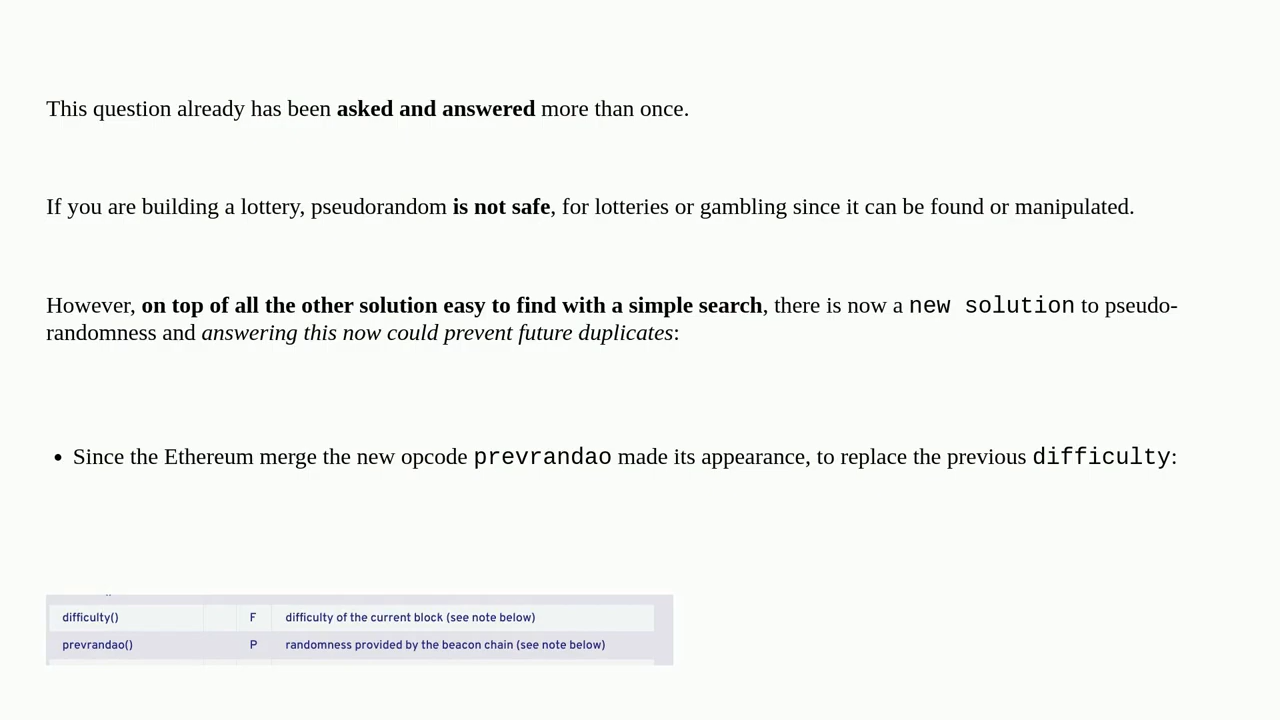 This question already has been asked and answered more than once.
If you are building a lottery, pseudorandom is not safe, for lotteries or gambling since it can be found or manipulated.
However, on top of all the other solution easy to find with a simple search, there is now a new solution to pseudo-
randomness and answering this now could prevent future duplicates:
• Since the Ethereum merge the new opcode prevrandao made its appearance, to replace the previous difficulty:
difficulty() F difficulty of the current block (see note below)
prevrandao() P randomness provided by the beacon chain (see note below)